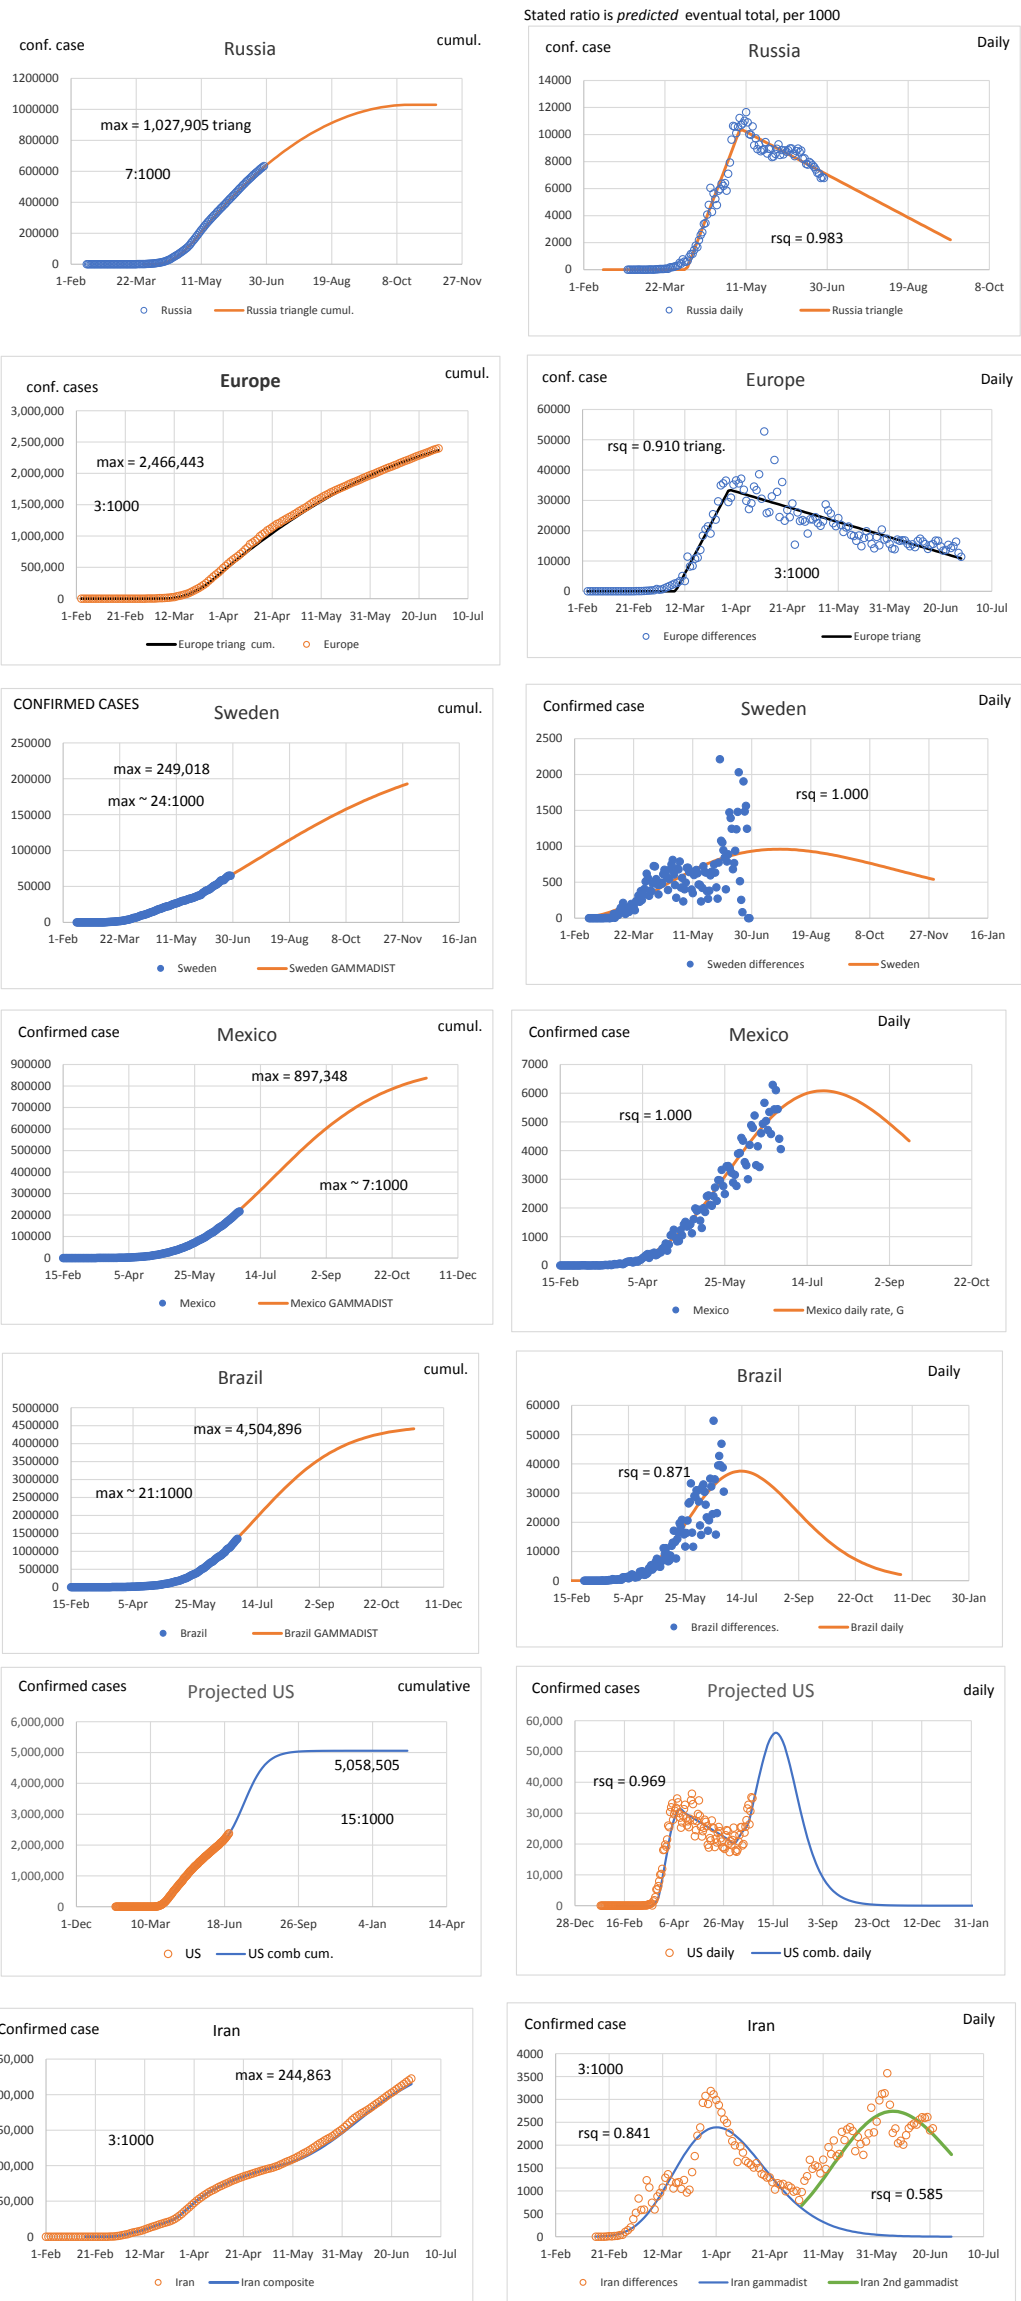 Stated ratio is predicted eventual total, per 1000
conf. case
Russia
cumul.
1200000
1000000
800000
600000
400000
200000
0
max = 1,027,905 triang
7:1000
1-Feb 22-Mar 11-May 30-Jun 19-Aug 8-Oct 27-Nov
Russia Russia triangle cumul.
conf. case
Russia
Daily
14000
12000
10000
8000
6000
4000
2000
0
rsq = 0.983
1-Feb 22-Mar 11-May 30-Jun 19-Aug 8-Oct
Russia daily Russia triangle
conf. cases
Europe
cumul.
3,000,000
2,500,000
2,000,000
1,500,000
1,000,000
500,000
0
max = 2,466,443
3:1000
1-Feb 21-Feb 12-Mar 1-Apr 21-Apr 11-May 31-May 20-Jun 10-Jul
Europe triang cum. Europe
conf. case
Europe
Daily
60000
50000
40000
30000
20000
10000
0
rsq = 0.910 triang.
3:1000
1-Feb 21-Feb 12-Mar 1-Apr 21-Apr 11-May 31-May 20-Jun 10-Jul
Europe differences Europe triang
CONFIRMED CASES
Sweden
cumul.
250000
200000
150000
100000
50000
0
max = 249,018
max ~ 24:1000
1-Feb 22-Mar 11-May 30-Jun 19-Aug 8-Oct 27-Nov 16-Jan
Sweden Sweden GAMMADIST
Confirmed case
Sweden
Daily
2500
2000
1500
1000
500
0
rsq = 1.000
1-Feb 22-Mar 11-May 30-Jun 19-Aug 8-Oct 27-Nov 16-Jan
Sweden differences Sweden
Confirmed case
Mexico
cumul.
900000
800000
700000
600000
500000
400000
300000
200000
100000
0
max = 897,348
max ~ 7:1000
15-Feb 5-Apr 25-May 14-Jul 2-Sep 22-Oct 11-Dec
Mexico Mexico GAMMADIST
Confirmed case
Mexico
Daily
7000
6000
5000
4000
3000
2000
1000
0
rsq = 1.000
15-Feb 5-Apr 25-May 14-Jul 2-Sep 22-Oct
Mexico Mexico daily rate, G
Brazil
cumul.
5000000
4500000
4000000
3500000
3000000
2500000
2000000
1500000
1000000
500000
0
max = 4,504,896
max ~ 21:1000
15-Feb 5-Apr 25-May 14-Jul 2-Sep 22-Oct 11-Dec
Brazil Brazil GAMMADIST
Brazil
Daily
60000
50000
40000
30000
20000
10000
0
rsq = 0.871
15-Feb 5-Apr 25-May 14-Jul 2-Sep 22-Oct 11-Dec 30-Jan
Brazil differences. Brazil daily
Confirmed cases
Projected US
cumulative
6,000,000
5,000,000
4,000,000
3,000,000
2,000,000
1,000,000
0
5,058,505
15:1000
1-Dec 10-Mar 18-Jun 26-Sep 4-Jan 14-Apr
US US comb cum.
Confirmed cases
Projected US
daily
60,000
50,000
40,000
30,000
20,000
10,000
0
rsq = 0.969
28-Dec 16-Feb 6-Apr 26-May 15-Jul 3-Sep 23-Oct 12-Dec 31-Jan
US daily US comb. daily
Confirmed case
Iran
50,000
00,000
50,000
00,000
50,000
0
max = 244,863
3:1000
1-Feb 21-Feb 12-Mar 1-Apr 21-Apr 11-May 31-May 20-Jun 10-Jul
Iran Iran composite
Confirmed case
Iran
Daily
4000
3500
3000
2500
2000
1500
1000
500
0
3:1000
rsq = 0.841
rsq = 0.585
1-Feb 21-Feb 12-Mar 1-Apr 21-Apr 11-May 31-May 20-Jun 10-Jul
Iran differences Iran gammadist Iran 2nd gammadist